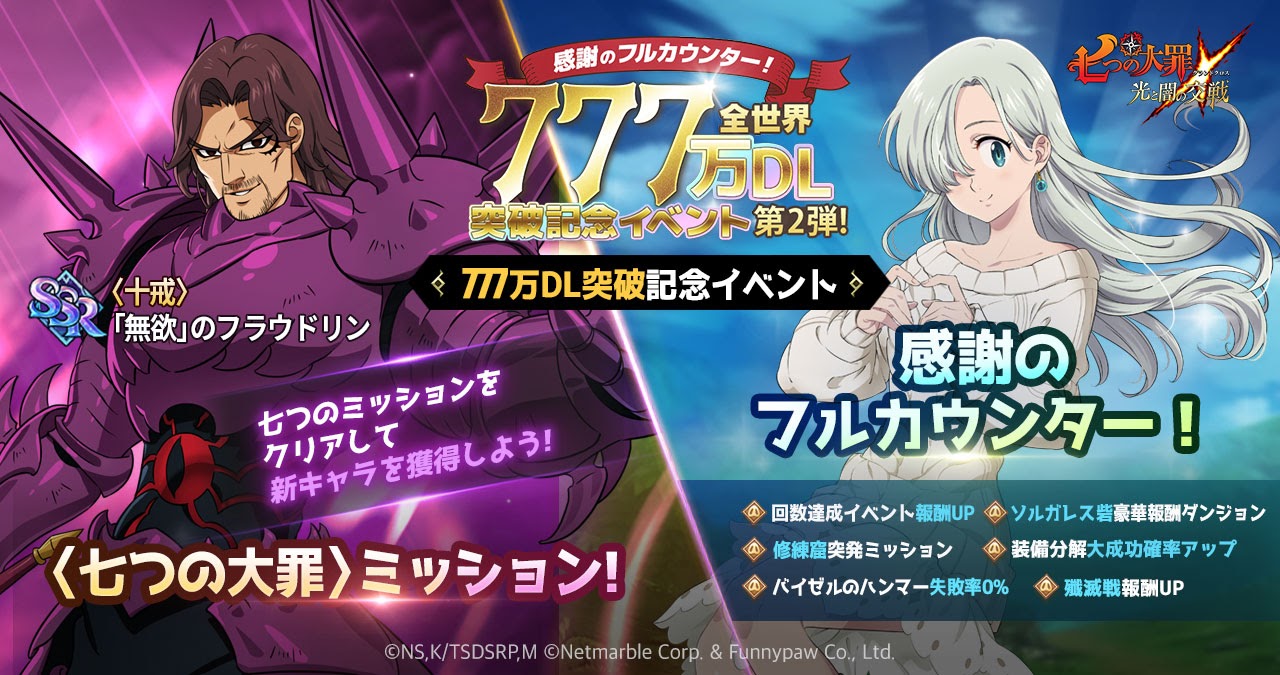 感謝のフルカウンター!
777万DL
全世界
突破記念イベント 第2弾!
七つの大罪
グランドクロス
光と闇の交戦
777万DL突破記念イベント
SSR
〈十戒〉
「無欲」のフラウドリン
七つのミッションを
クリアして
新キャラを獲得しよう!
〈七つの大罪〉ミッション!
感謝の
フルカウンター!
回数達成イベント報酬UP
ソルガレス砦豪華報酬ダンジョン
修練窟突発ミッション
装備分解大成功確率アップ
バイゼルのハンマー失敗率0%
殲滅戦報酬UP
©NS,K/TSDSRP,M ©Netmarble Corp. & Funnypaw Co., Ltd.